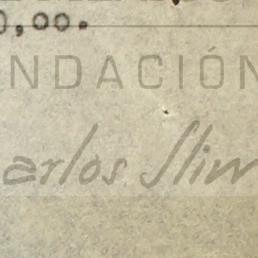 0,00.
NDACIÓN
arlos Slim